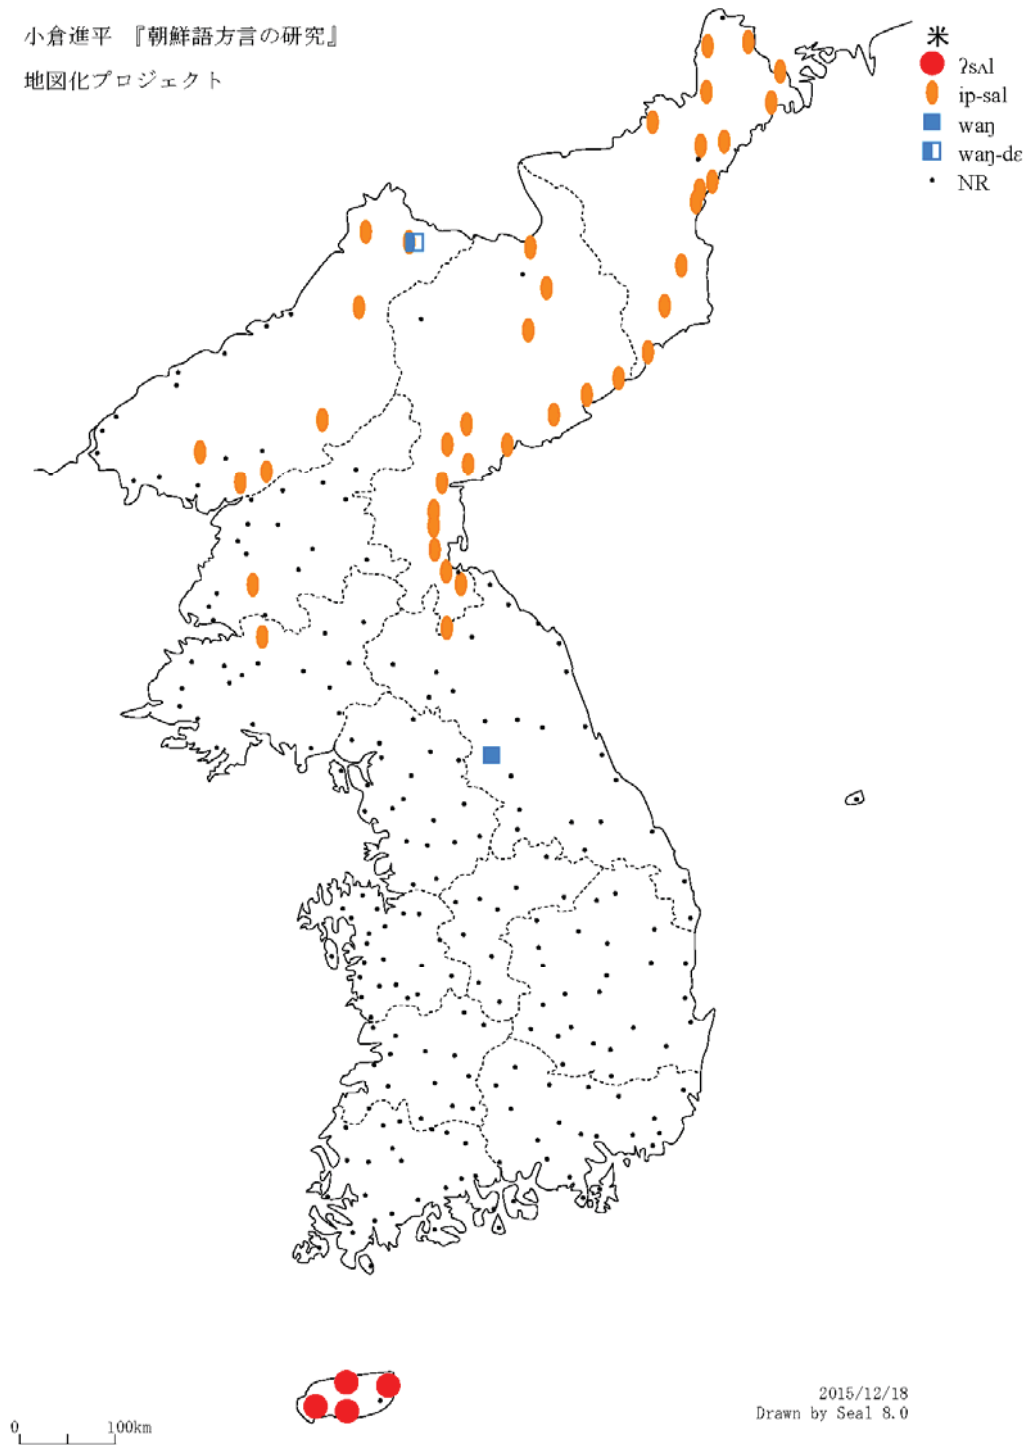 小倉進平 『朝鮮語方言の研究』
地図化プロジェクト
米
ʔsʌl
ip-sal
waŋ
waŋ-dɛ
NR
0 100km
2015/12/18
Drawn by Seal 8.0